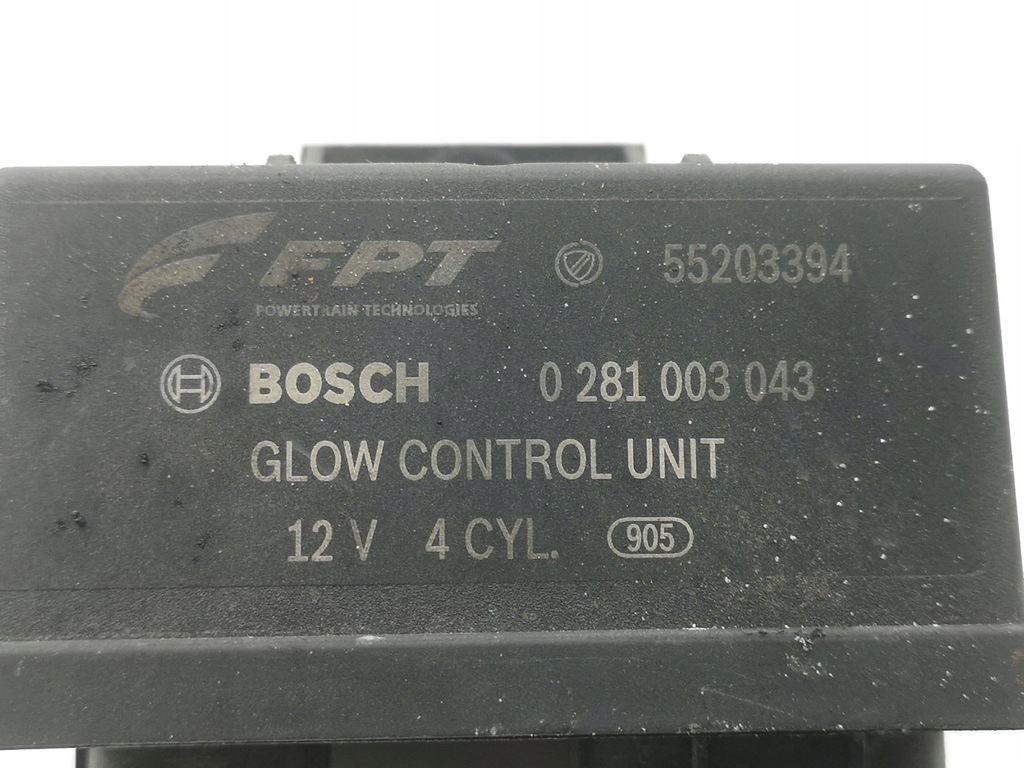 FPT 55203394
POWERTRAIN TECHNOLOGIES
BOSCH 0 281 003 043
GLOW CONTROL UNIT
12 V 4 CYL. 905